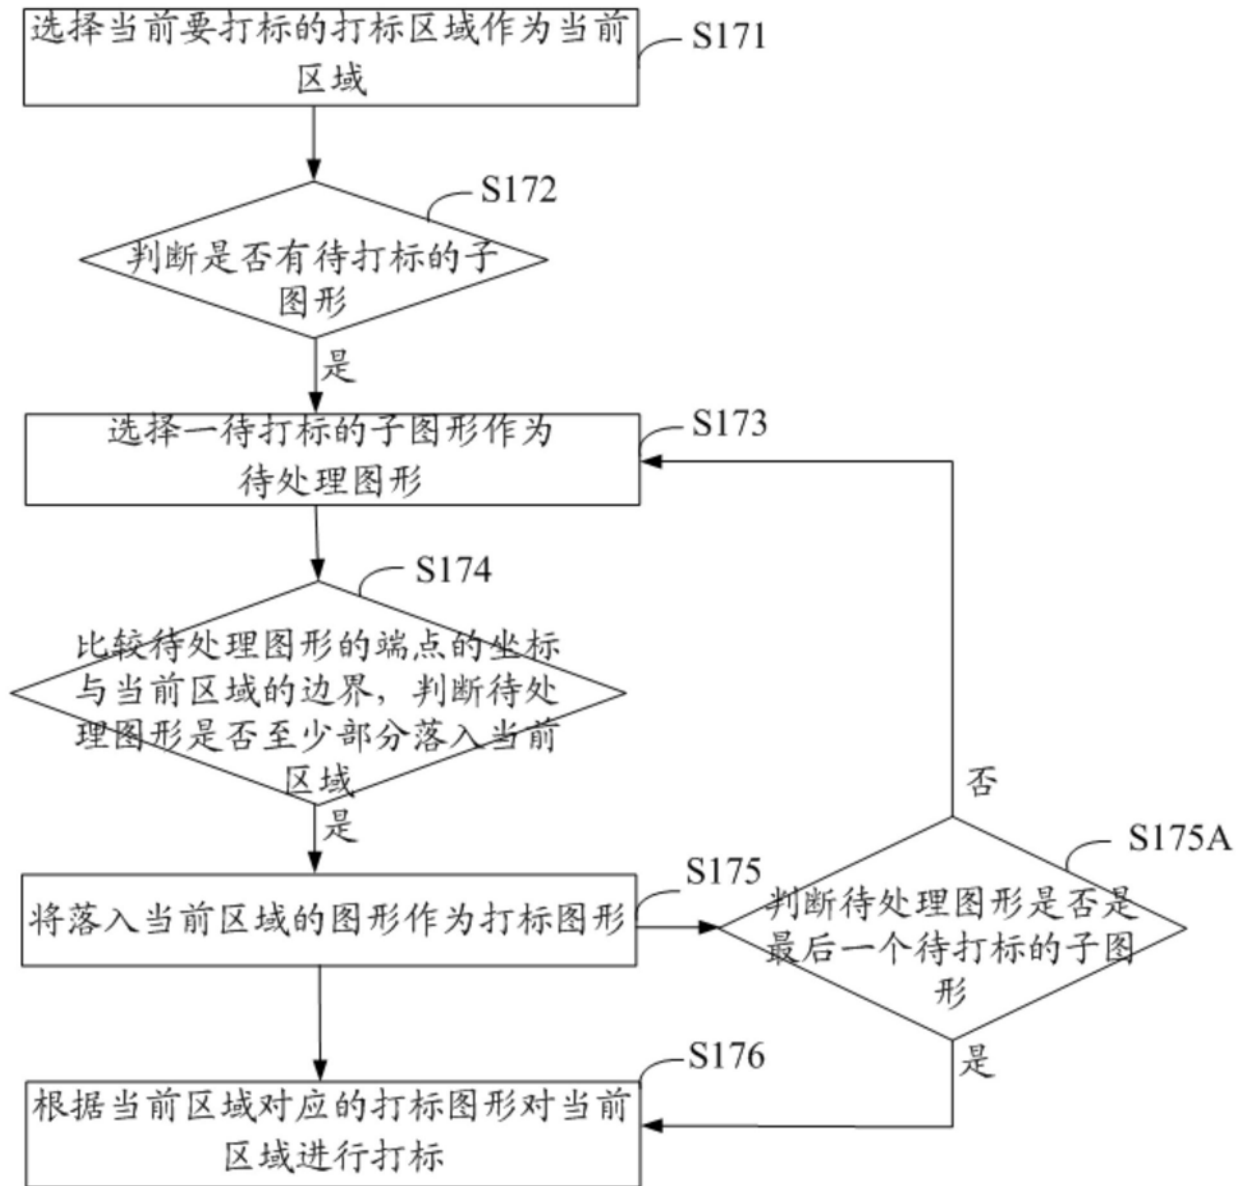 选择当前要打标的打标区域作为当前
区域
S171
S172
判断是否有待打标的子
图形
是
选择一待打标的子图形作为
待处理图形
S173
S174
比较待处理图形的端点的坐标
与当前区域的边界，判断待处
理图形是否至少部分落入当前
区域
是
否
S175
将落入当前区域的图形作为打标图形
S175A
判断待处理图形是否是
最后一个待打标的子图
形
是
S176
根据当前区域对应的打标图形对当前
区域进行打标